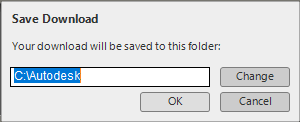 Save Download
Your download will be saved to this folder:
C:\Autodesk
Change
OK
Cancel